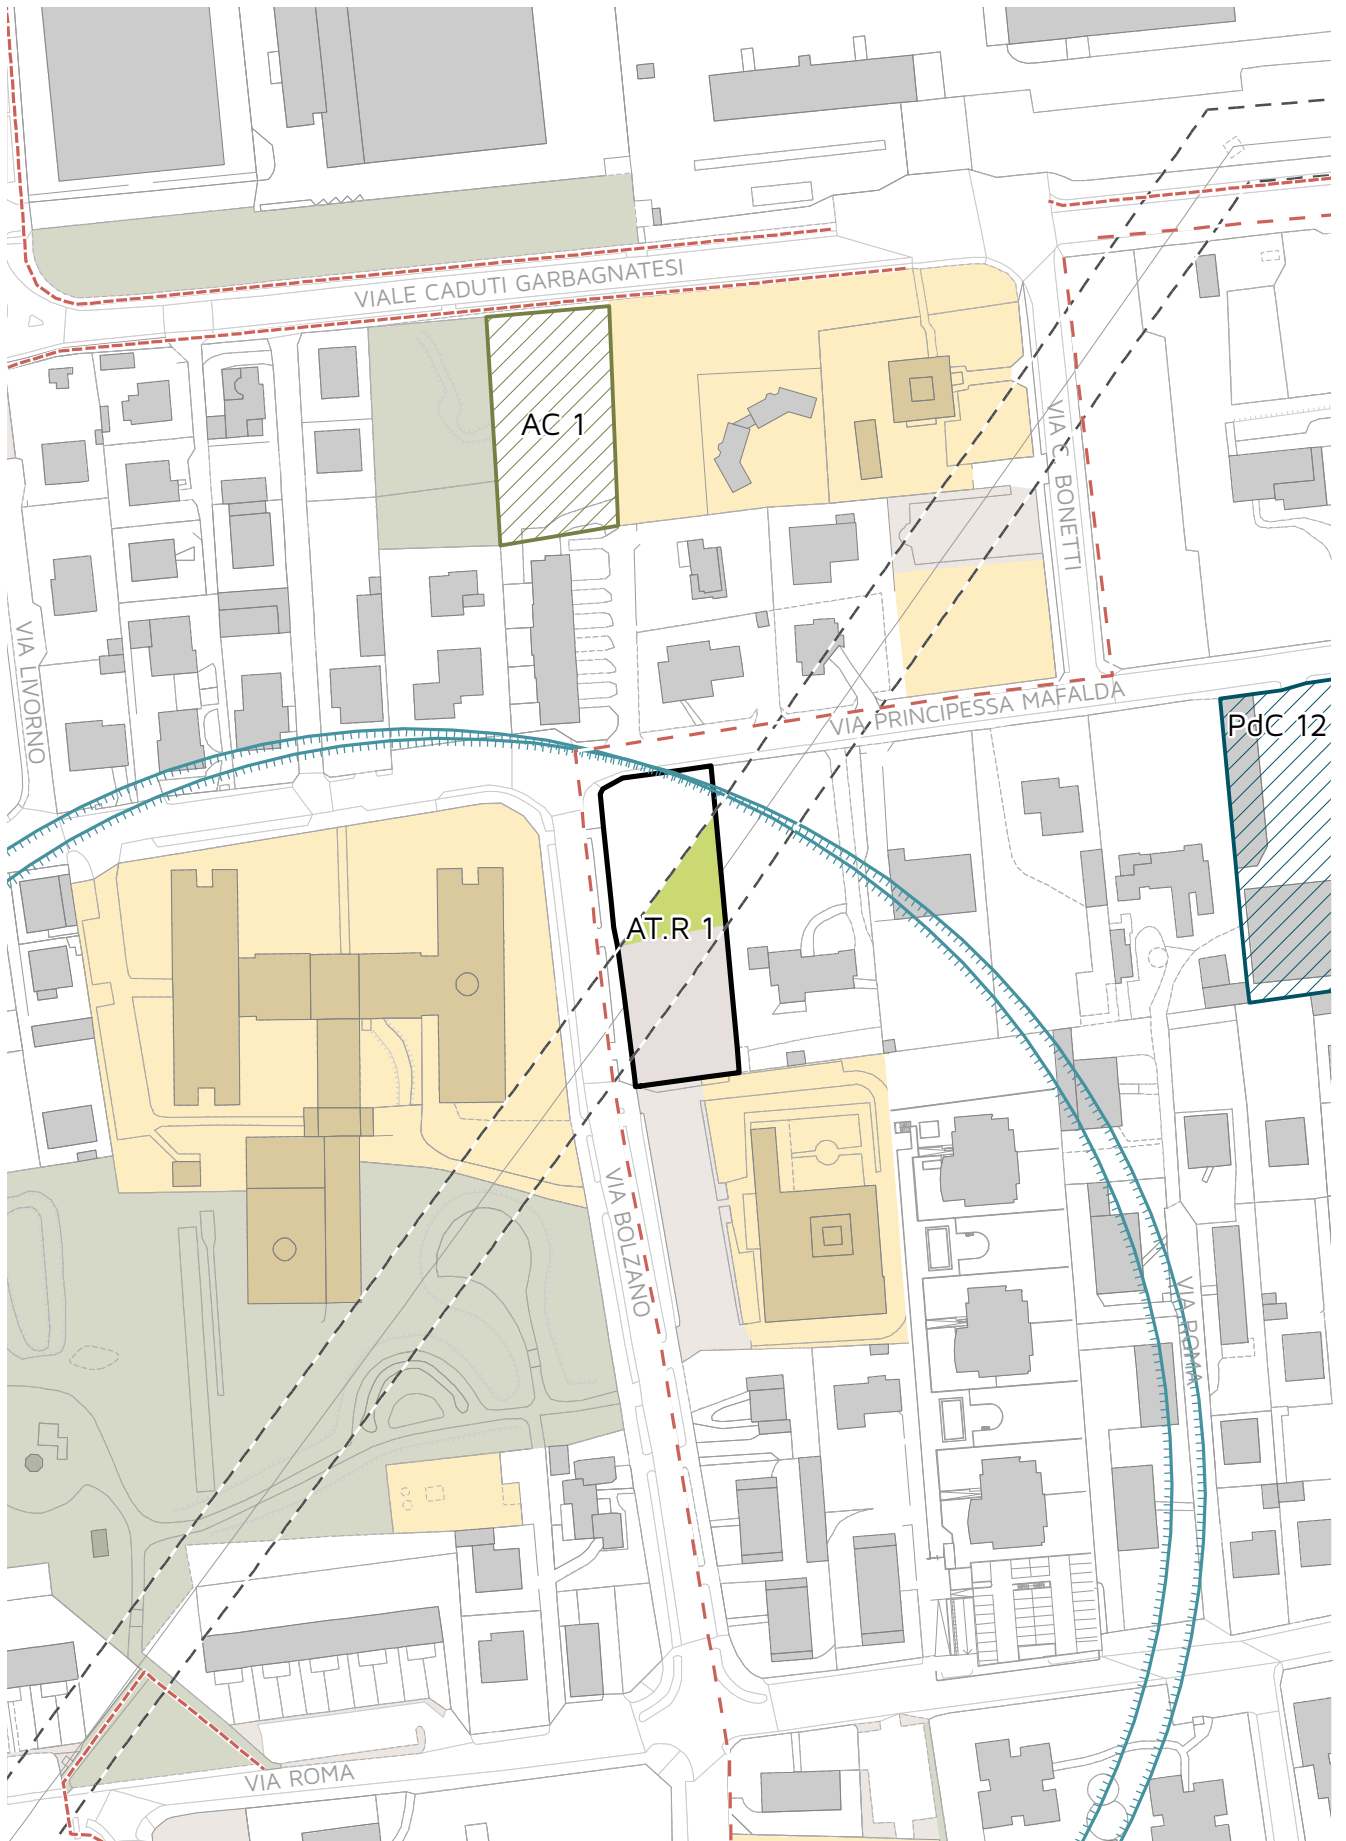 VIALE CADUTI GARBAGNATESI
AC 1
VIA C. BONETTI
VIA LIVORNO
VIA PRINCIPESSA MAFALDA
PdC 12
AT.R 1
VIA BOLZANO
VIA ROMA
VIA ROMA